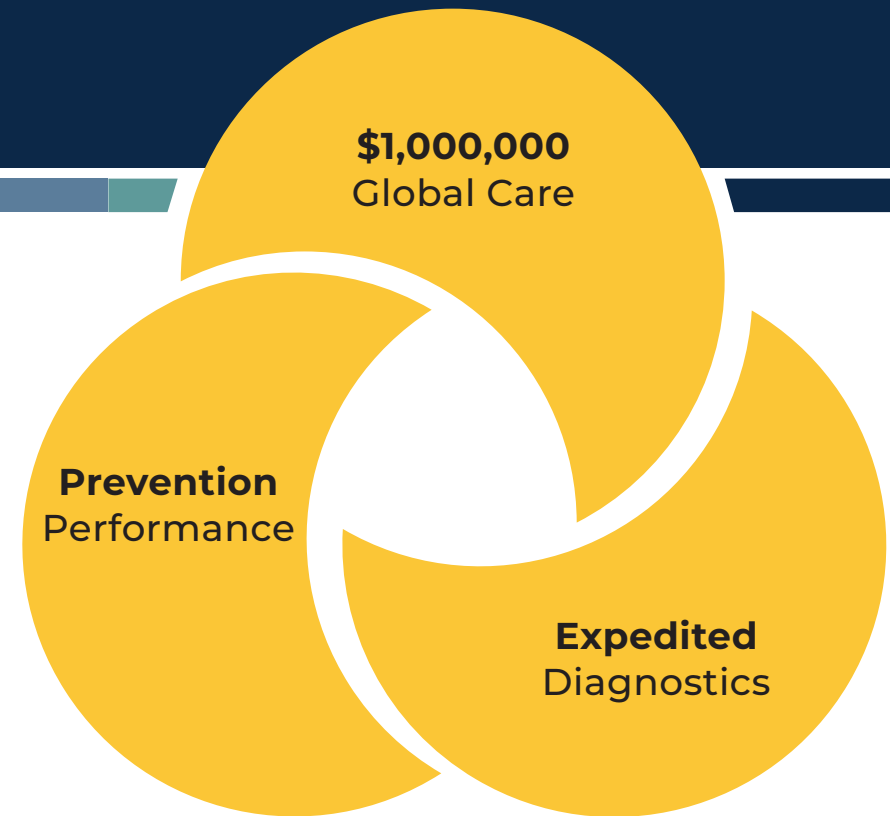 $1,000,000
Global Care
Prevention
Performance
Expedited
Diagnostics